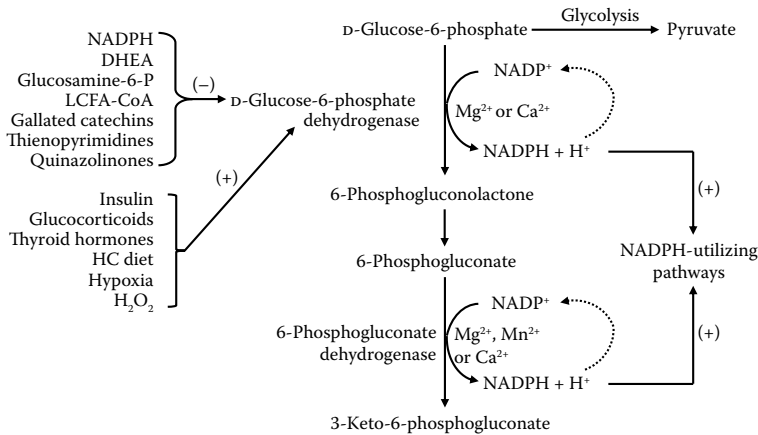 D-Glucose-6-phosphate
Glycolysis
Pyruvate
NADPH
DHEA
Glucosamine-6-P
LCFA-CoA
Gallated catechins
Thienopyrimidines
Quinazolinones
(–)
D-Glucose-6-phosphate
dehydrogenase
NADP⁺
Mg²⁺ or Ca²⁺
NADPH + H⁺
(+)
Insulin
Glucocorticoids
Thyroid hormones
HC diet
Hypoxia
H₂O₂
(+)
6-Phosphogluconolactone
6-Phosphogluconate
NADPH-utilizing
pathways
6-Phosphogluconate
dehydrogenase
NADP⁺
Mg²⁺, Mn²⁺
or Ca²⁺
NADPH + H⁺
(+)
3-Keto-6-phosphogluconate